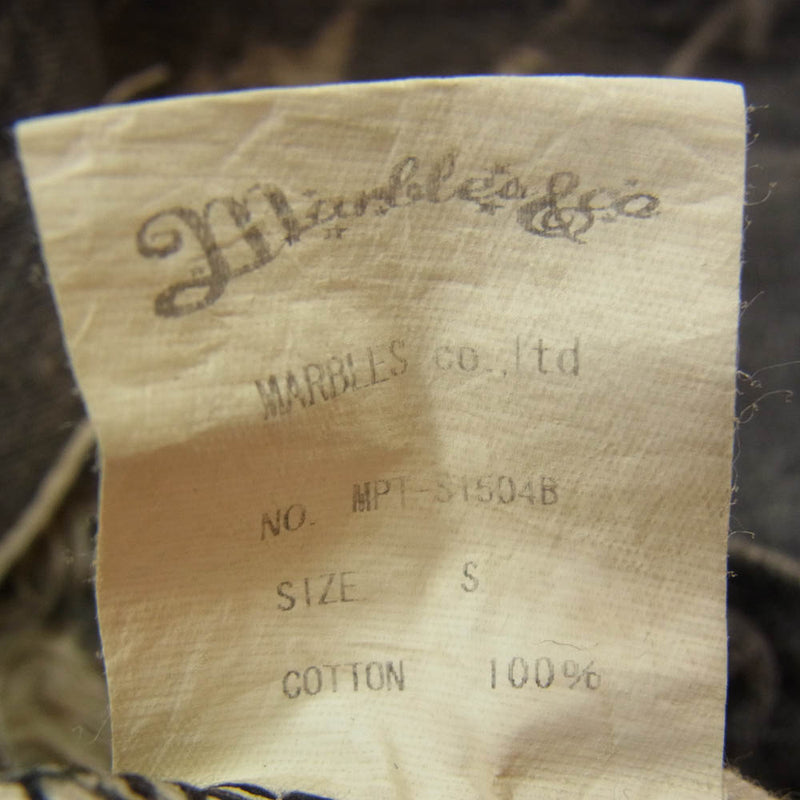 Marbles & Co
MARBLES co.,ltd
NO. MPT-S1504B
SIZE S
COTTON 100%